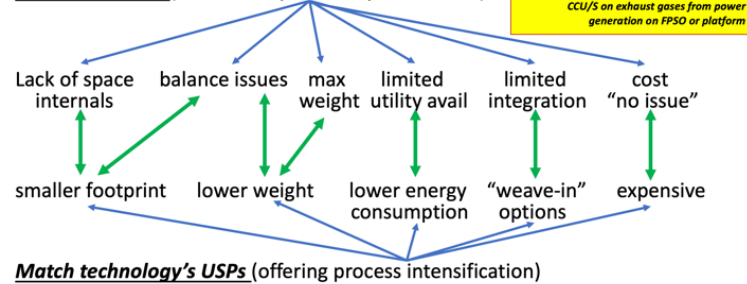 CCU/S on exhaust gases from power
generation on FPSO or platform
Lack of space balance issues max limited limited cost
internals weight utility avail integration “no issue”
smaller footprint lower weight lower energy “weave-in” expensive
consumption options
Match technology’s USPs (offering process intensification)